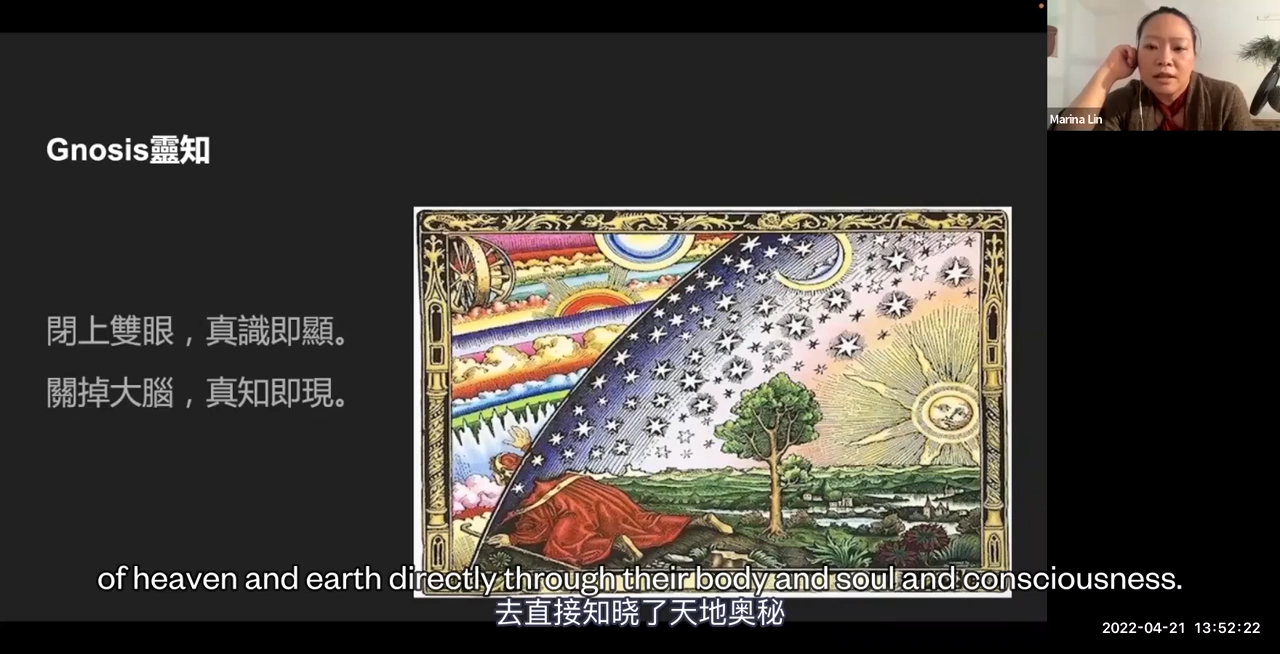 Marina Lin
Gnosis靈知
閉上雙眼，真識即顯。
關掉大腦，真知即現。
of heaven and earth directly through their body and soul and consciousness.
去直接知晓了天地奥秘
2022-04-21 13:52:22